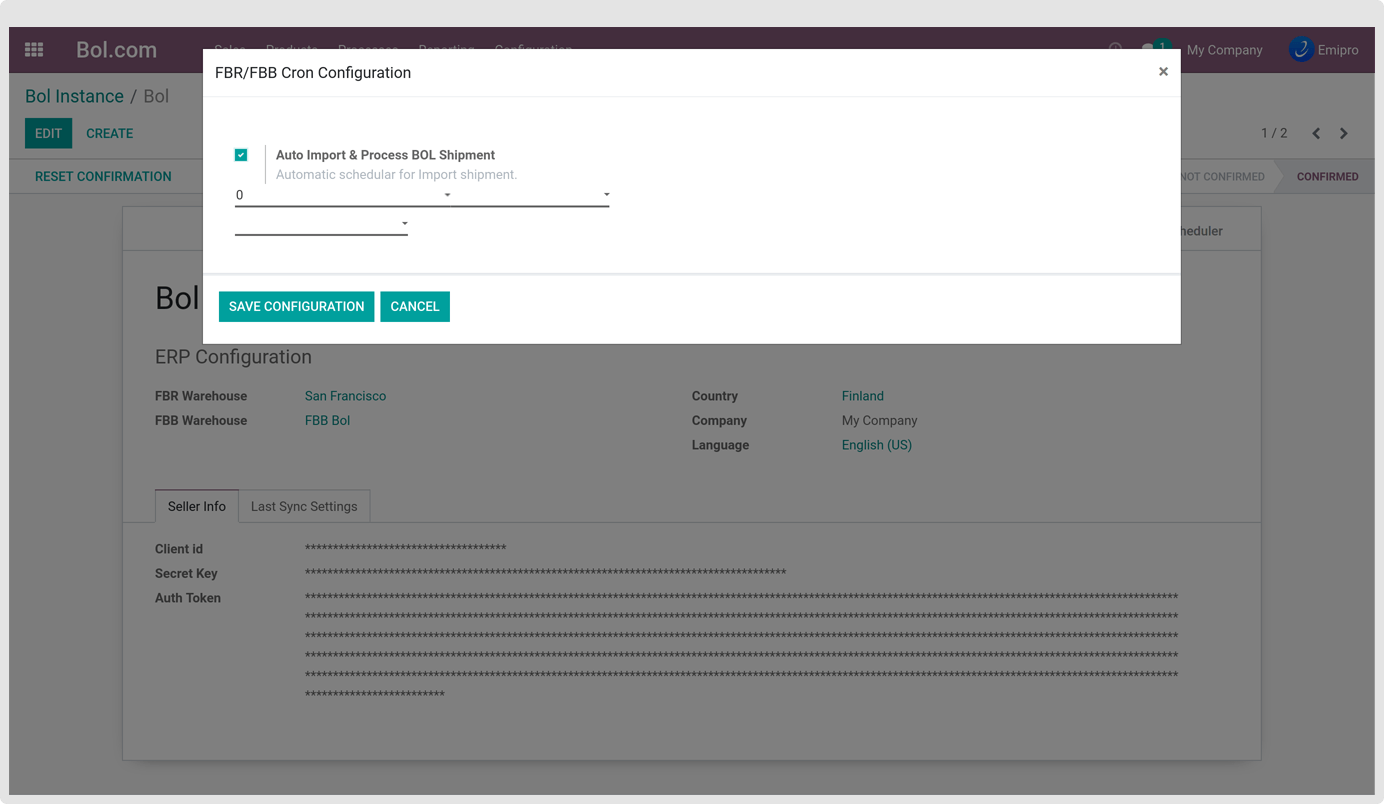 Bol.com Sales Products Processes Reporting Configuration 1 My Company Emipro
FBR/FBB Cron Configuration ×
Bol Instance / Bol
EDIT CREATE 1 / 2
Auto Import & Process BOL Shipment
Automatic schedular for Import shipment.
RESET CONFIRMATION NOT CONFIRMED CONFIRMED
0
heduler
SAVE CONFIGURATION CANCEL
Bol
ERP Configuration
FBR Warehouse San Francisco Country Finland
FBB Warehouse FBB Bol Company My Company
Language English (US)
Seller Info Last Sync Settings
Client id
Secret Key
Auth Token